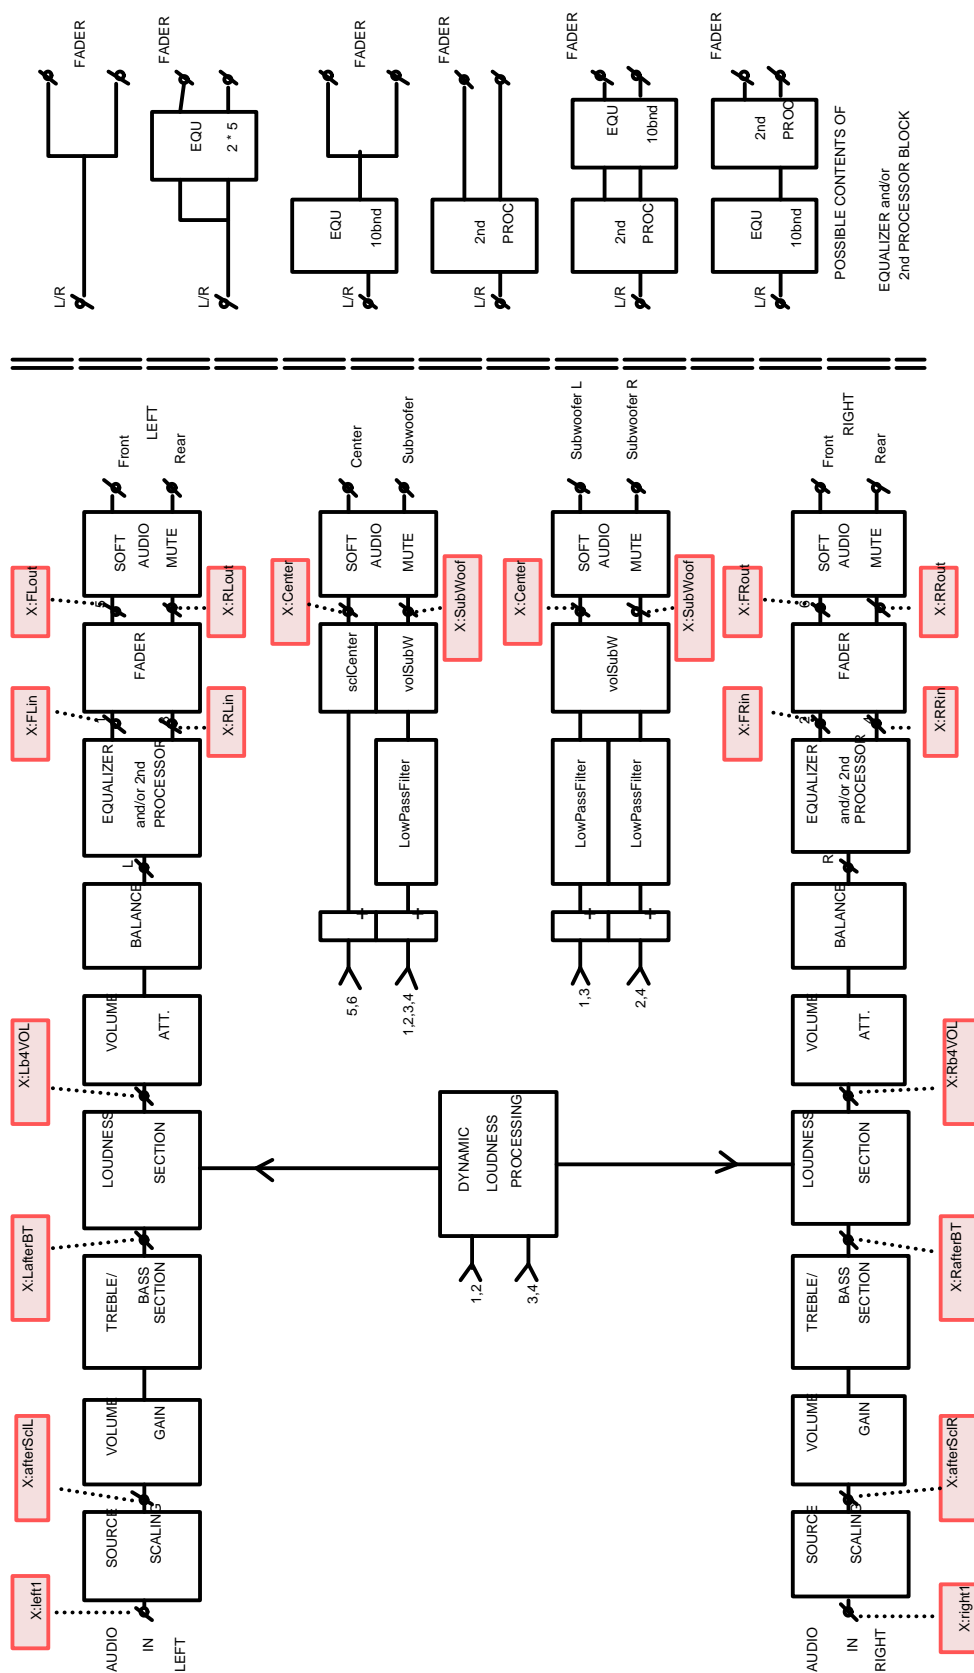 AUDIO
IN
LEFT
X:left1
SOURCE
SCALING
X:afterSclL
VOLUME
GAIN
TREBLE/
BASS
SECTION
X:LafterBT
LOUDNESS
SECTION
X:Lb4VOL
VOLUME
ATT.
BALANCE
L
EQUALIZER
and/or 2nd
PROCESSOR
X:FLin
1
3
X:RLin
FADER
X:FLout
5
X:RLout
SOFT
AUDIO
MUTE
Front
LEFT
Rear
5,6
1,2,3,4
+
+
LowPassFilter
sclCenter
volSubW
X:Center
X:SubWoof
SOFT
AUDIO
MUTE
Center
Subwoofer
1,2
3,4
DYNAMIC
LOUDNESS
PROCESSING
1,3
2,4
+
+
LowPassFilter
LowPassFilter
volSubW
X:Center
X:SubWoof
SOFT
AUDIO
MUTE
Subwoofer L
Subwoofer R
AUDIO
IN
RIGHT
X:right1
SOURCE
SCALING
X:afterSclR
VOLUME
GAIN
TREBLE/
BASS
SECTION
X:RafterBT
LOUDNESS
SECTION
X:Rb4VOL
VOLUME
ATT.
BALANCE
R
EQUALIZER
and/or 2nd
PROCESSOR
X:FRin
2
4
X:RRin
FADER
X:FRout
6
X:RRout
SOFT
AUDIO
MUTE
Front
RIGHT
Rear
L/R
FADER
L/R
EQU
2 * 5
FADER
L/R
EQU
10bnd
FADER
L/R
2nd
PROC
FADER
L/R
2nd
PROC
EQU
10bnd
FADER
L/R
EQU
10bnd
2nd
PROC
FADER
POSSIBLE CONTENTS OF
EQUALIZER and/or
2nd PROCESSOR BLOCK